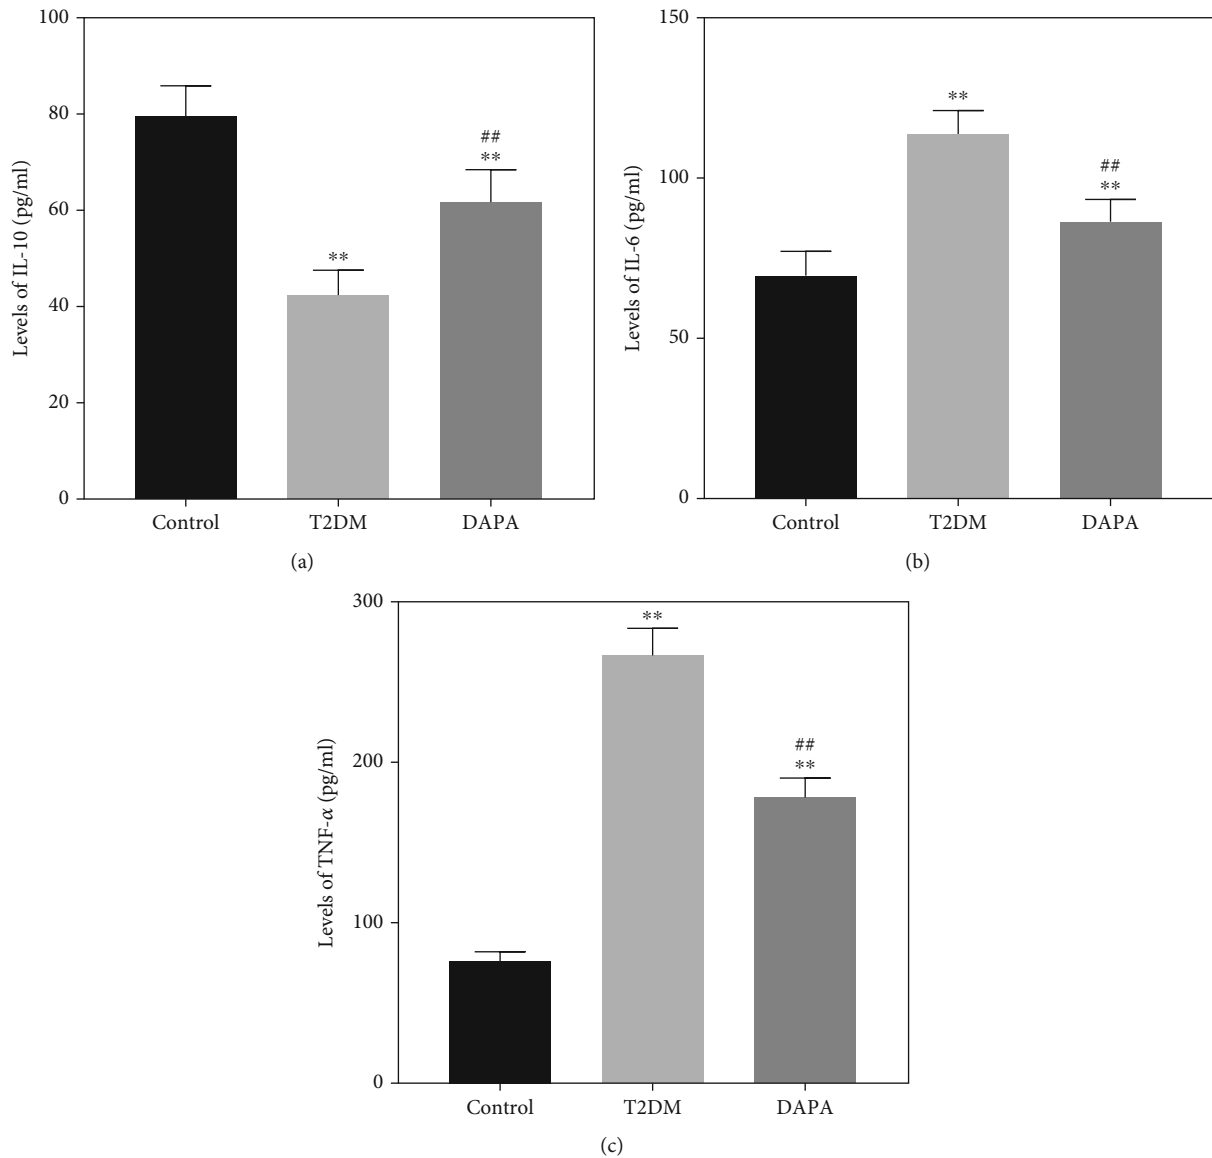 100
80
60
40
20
0
Levels of IL-10 (pg/ml)
**
##
**
Control T2DM DAPA
(a)
150
100
50
0
Levels of IL-6 (pg/ml)
**
##
**
Control T2DM DAPA
(b)
300
200
100
0
Levels of TNF-α (pg/ml)
**
##
**
Control T2DM DAPA
(c)